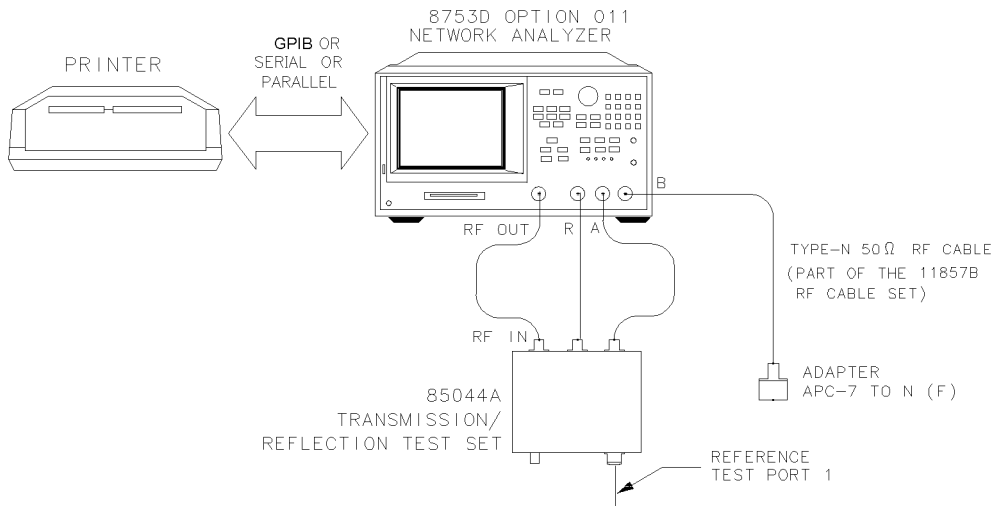 8753D OPTION 011
NETWORK ANALYZER
PRINTER
GPIB OR
SERIAL OR
PARALLEL
B
RF OUT
R
A
TYPE-N 50Ω RF CABLE
(PART OF THE 11857B
RF CABLE SET)
RF IN
ADAPTER
APC-7 TO N (F)
85044A
TRANSMISSION/
REFLECTION TEST SET
REFERENCE
TEST PORT 1